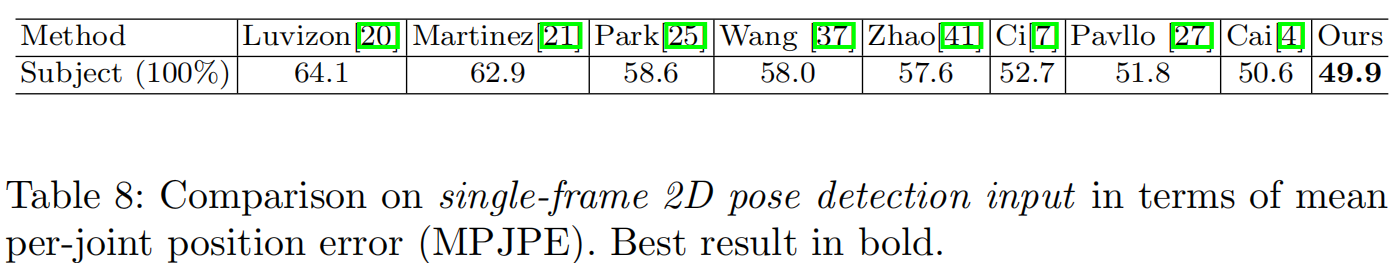 Method Luvizon[20] Martinez[21] Park[25] Wang [37] Zhao[41] Ci[7] Pavllo [27] Cai[4] Ours
Subject (100%) 64.1 62.9 58.6 58.0 57.6 52.7 51.8 50.6 49.9
Table 8: Comparison on single-frame 2D pose detection input in terms of mean
per-joint position error (MPJPE). Best result in bold.